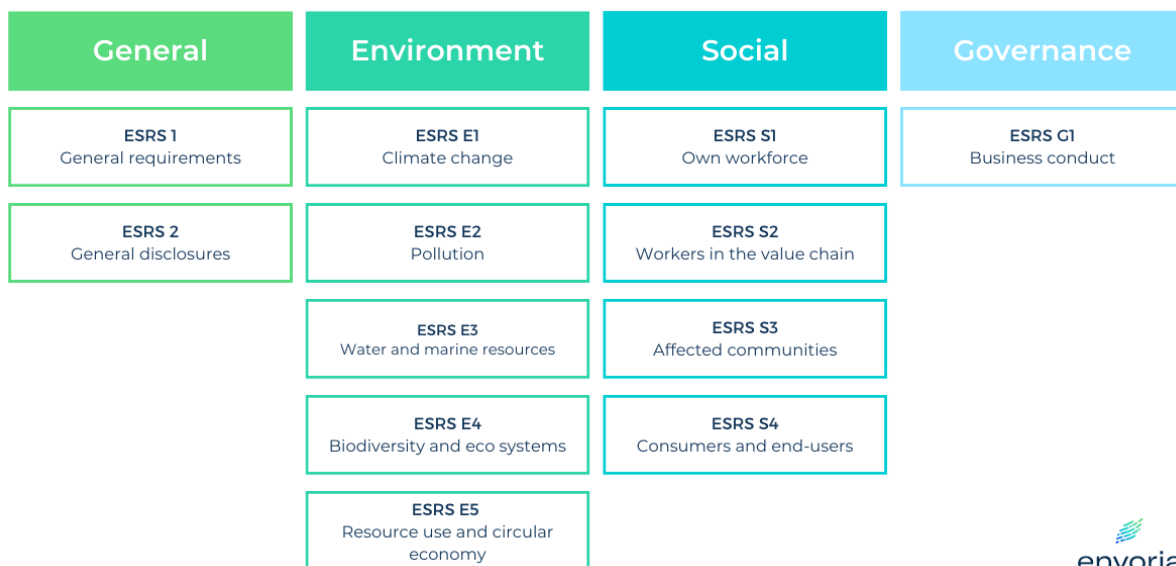 General
Environment
Social
Governance
ESRS 1
General requirements
ESRS E1
Climate change
ESRS S1
Own workforce
ESRS G1
Business conduct
ESRS 2
General disclosures
ESRS E2
Pollution
ESRS S2
Workers in the value chain
ESRS E3
Water and marine resources
ESRS S3
Affected communities
ESRS E4
Biodiversity and eco systems
ESRS S4
Consumers and end-users
ESRS E5
Resource use and circular
economy
envoria